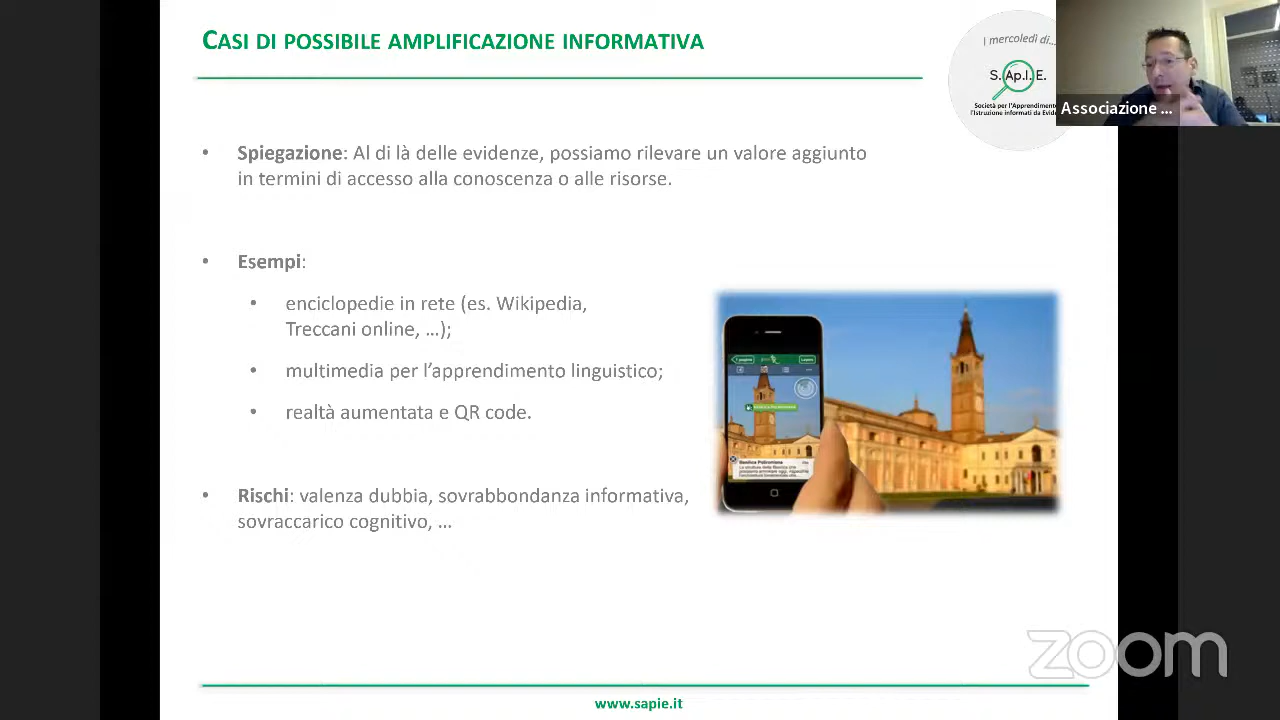 CASI DI POSSIBILE AMPLIFICAZIONE INFORMATIVA
I mercoledì di...
S.Ap.I.E.
Società per l'Apprendimento
l'Istruzione informati da
Associazione ...
• Spiegazione: Al di là delle evidenze, possiamo rilevare un valore aggiunto
in termini di accesso alla conoscenza o alle risorse.
• Esempi:
• enciclopedie in rete (es. Wikipedia,
Treccani online, ...);
• multimedia per l’apprendimento linguistico;
• realtà aumentata e QR code.
• Rischi: valenza dubbia, sovrabbondanza informativa,
sovraccarico cognitivo, ...
zoom
www.sapie.it